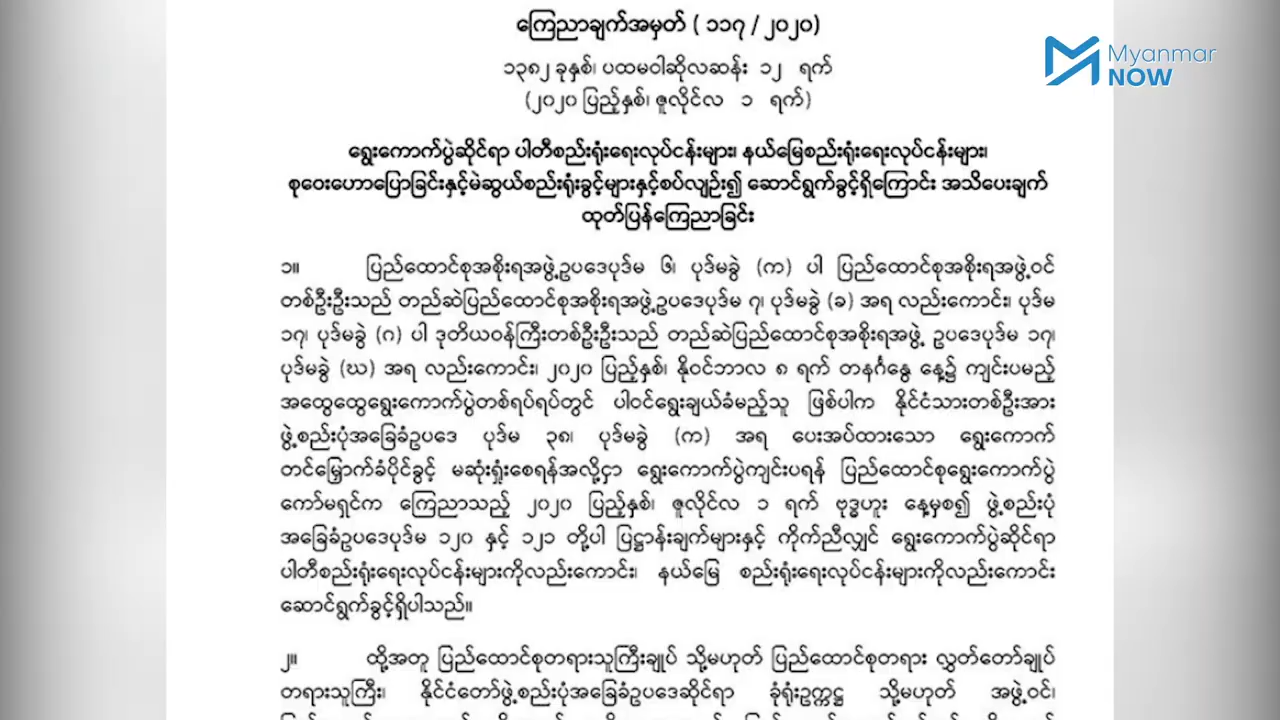 ကြေညာချက်အမှတ် ( ၁၁၇ / ၂၀၂၀)
Myanmar
NOW
၁၃၈၂ ခုနှစ်၊ ပထမဝါဆိုလဆန်း ၁၂ ရက်
(၂၀၂၀ ပြည့်နှစ်၊ ဇူလိုင်လ ၁ ရက်)
ရွေးကောက်ပွဲဆိုင်ရာ ပါတီစည်းရုံးရေးလုပ်ငန်းများ၊ နယ်မြေစည်းရုံးရေးလုပ်ငန်းများ၊
စုဝေးဟောပြောခြင်းနှင့်မဲဆွယ်စည်းရုံးခွင့်များနှင့်စပ်လျဉ်း၍ ဆောင်ရွက်ခွင့်ရှိကြောင်း အသိပေးချက်
ထုတ်ပြန်ကြေညာခြင်း
၁။ ပြည်ထောင်စုအစိုးရအဖွဲ့ဥပဒေပုဒ်မ ၆၊ ပုဒ်မခွဲ (က) ပါ ပြည်ထောင်စုအစိုးရအဖွဲ့ဝင်
တစ်ဦးဦးသည် တည်ဆဲပြည်ထောင်စုအစိုးရအဖွဲ့ဥပဒေပုဒ်မ ၇၊ ပုဒ်မခွဲ (ခ) အရ လည်းကောင်း၊ ပုဒ်မ
၁၇၊ ပုဒ်မခွဲ (ဂ) ပါ ဒုတိယဝန်ကြီးတစ်ဦးဦးသည် တည်ဆဲပြည်ထောင်စုအစိုးရအဖွဲ့ ဥပဒေပုဒ်မ ၁၇၊
ပုဒ်မခွဲ (ဃ) အရ လည်းကောင်း၊ ၂၀၂၀ ပြည့်နှစ်၊ နိုဝင်ဘာလ ၈ ရက် တနင်္ဂနွေ နေ့၌ ကျင်းပမည့်
အထွေထွေရွေးကောက်ပွဲတစ်ရပ်ရပ်တွင် ပါဝင်ရွေးချယ်ခံမည့်သူ ဖြစ်ပါက နိုင်ငံသားတစ်ဦးအား
ဖွဲ့စည်းပုံအခြေခံဥပဒေ ပုဒ်မ ၃၈၊ ပုဒ်မခွဲ (က) အရ ပေးအပ်ထားသော ရွေးကောက်
တင်မြှောက်ခံပိုင်ခွင့် မဆုံးရှုံးစေရန်အလို့ငှာ ရွေးကောက်ပွဲကျင်းပရန် ပြည်ထောင်စုရွေးကောက်ပွဲ
ကော်မရှင်က ကြေညာသည့် ၂၀၂၀ ပြည့်နှစ်၊ ဇူလိုင်လ ၁ ရက် ဗုဒ္ဓဟူး နေ့မှစ၍ ဖွဲ့စည်းပုံ
အခြေခံဥပဒေပုဒ်မ ၁၂၀ နှင့် ၁၂၁ တို့ပါ ပြဋ္ဌာန်းချက်များနှင့် ကိုက်ညီလျှင် ရွေးကောက်ပွဲဆိုင်ရာ
ပါတီစည်းရုံးရေးလုပ်ငန်းများကိုလည်းကောင်း၊ နယ်မြေ စည်းရုံးရေးလုပ်ငန်းများကိုလည်းကောင်း
ဆောင်ရွက်ခွင့်ရှိပါသည်။
၂။ ထို့အတူ ပြည်ထောင်စုတရားသူကြီးချုပ် သို့မဟုတ် ပြည်ထောင်စုတရား လွှတ်တော်ချုပ်
တရားသူကြီး၊ နိုင်ငံတော်ဖွဲ့စည်းပုံအခြေခံဥပဒေဆိုင်ရာ ခုံရုံးဥက္ကဋ္ဌ သို့မဟုတ် အဖွဲ့ဝင်၊